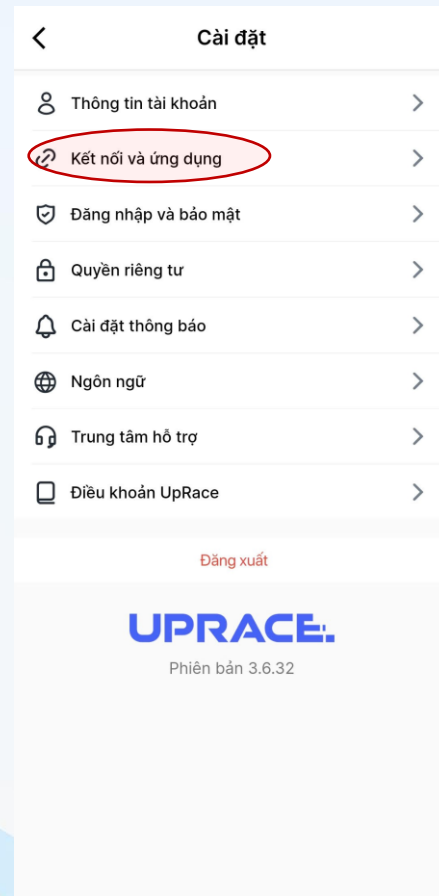 Cài đặt
Thông tin tài khoản
Kết nối và ứng dụng
Đăng nhập và bảo mật
Quyền riêng tư
Cài đặt thông báo
Ngôn ngữ
Trung tâm hỗ trợ
Điều khoản UpRace
Đăng xuất
UPRACE.
Phiên bản 3.6.32